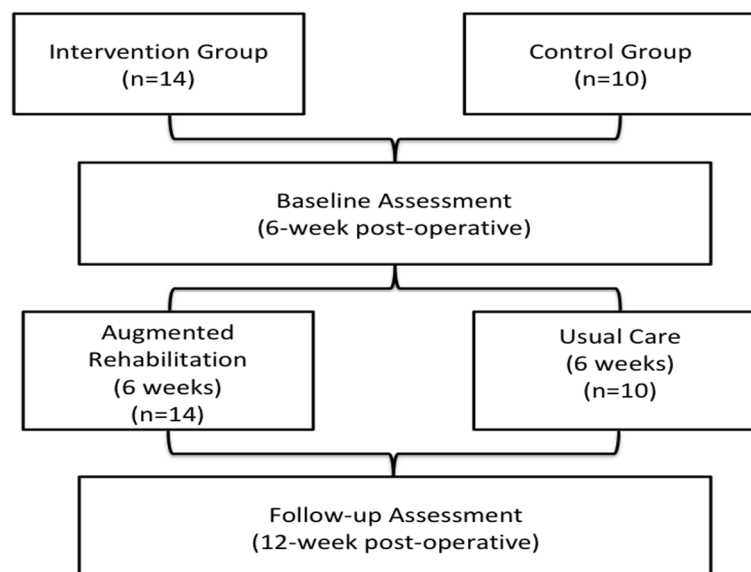 Intervention Group
(n=14)
Control Group
(n=10)
Baseline Assessment
(6-week post-operative)
Augmented
Rehabilitation
(6 weeks)
(n=14)
Usual Care
(6 weeks)
(n=10)
Follow-up Assessment
(12-week post-operative)